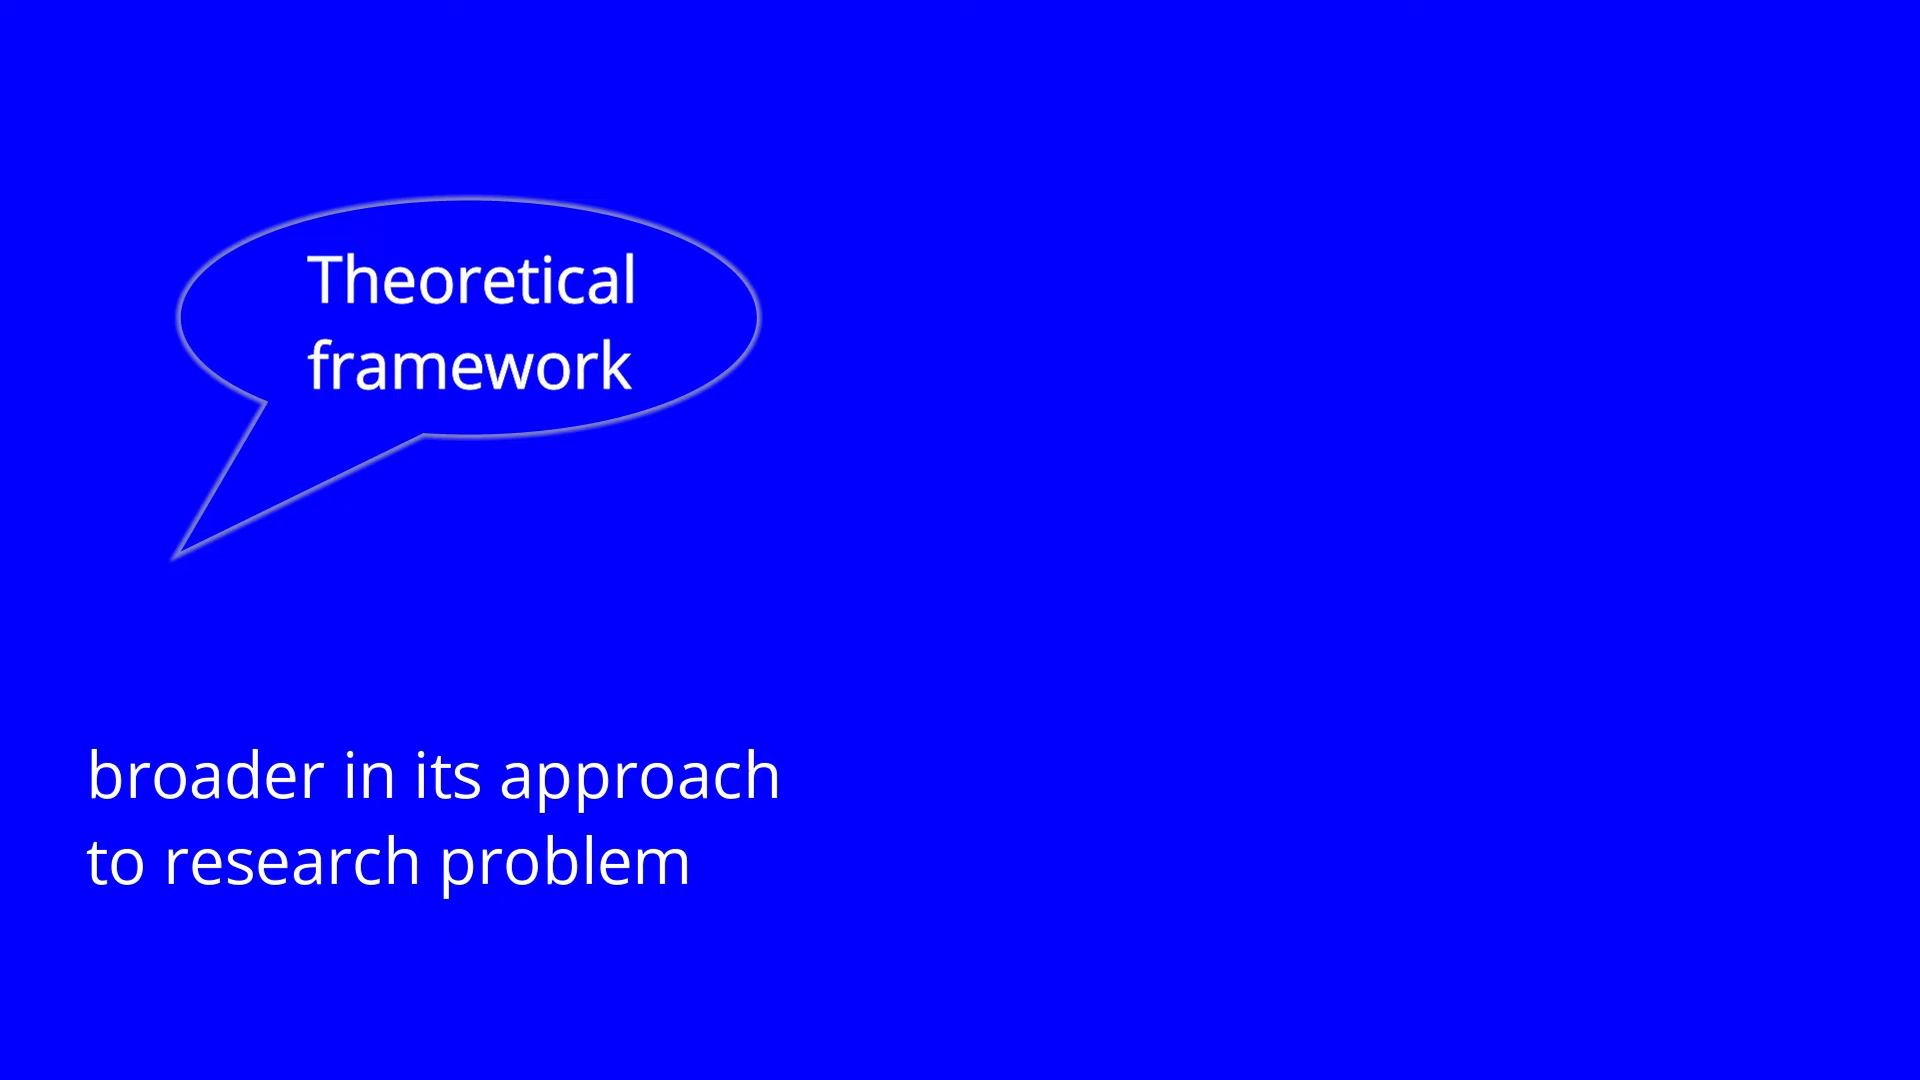 Theoretical
framework
broader in its approach
to research problem